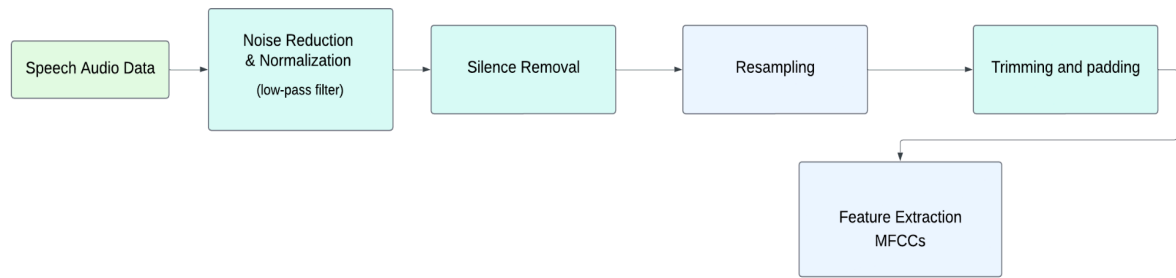 Speech Audio Data
Noise Reduction
& Normalization
(low-pass filter)
Silence Removal
Resampling
Trimming and padding
Feature Extraction
MFCCs